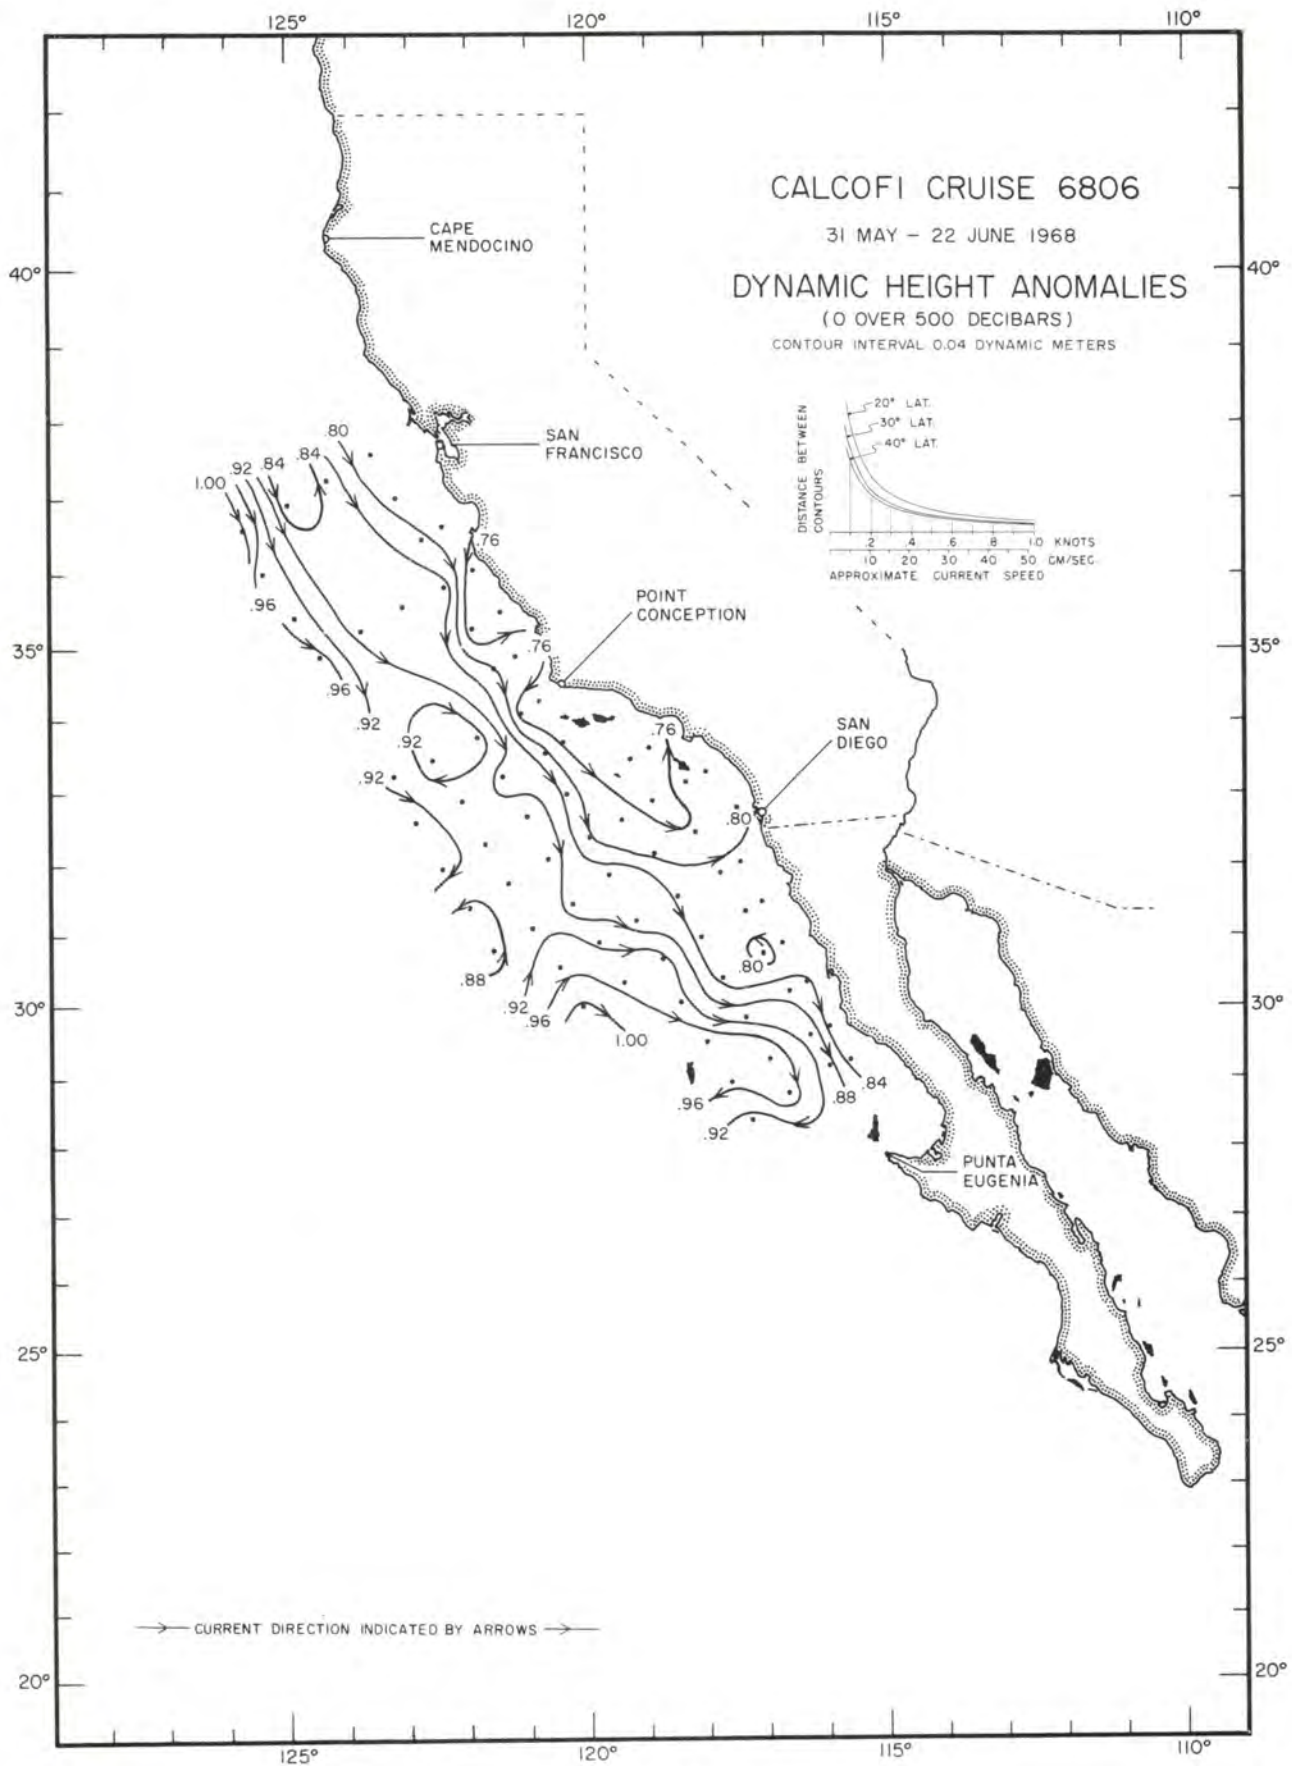 125°
120°
115°
110°
CALCOFI CRUISE 6806
31 MAY – 22 JUNE 1968
DYNAMIC HEIGHT ANOMALIES
(0 OVER 500 DECIBARS)
CONTOUR INTERVAL 0.04 DYNAMIC METERS
CAPE
MENDOCINO
40°
40°
DISTANCE BETWEEN
CONTOURS
20° LAT.
30° LAT.
40° LAT.
.2 .4 .6 .8 1.0 KNOTS
10 20 30 40 50 CM/SEC.
APPROXIMATE CURRENT SPEED
SAN
FRANCISCO
.80
.84
.84
.92
1.00
.76
.96
POINT
CONCEPTION
35°
35°
.76
.96
.92
SAN
DIEGO
.92
.76
.92
.80
.80
.88
.92
.96
1.00
30°
30°
.96
.92
.88
.84
PUNTA
EUGENIA
25°
25°
CURRENT DIRECTION INDICATED BY ARROWS
20°
20°
125°
120°
115°
110°